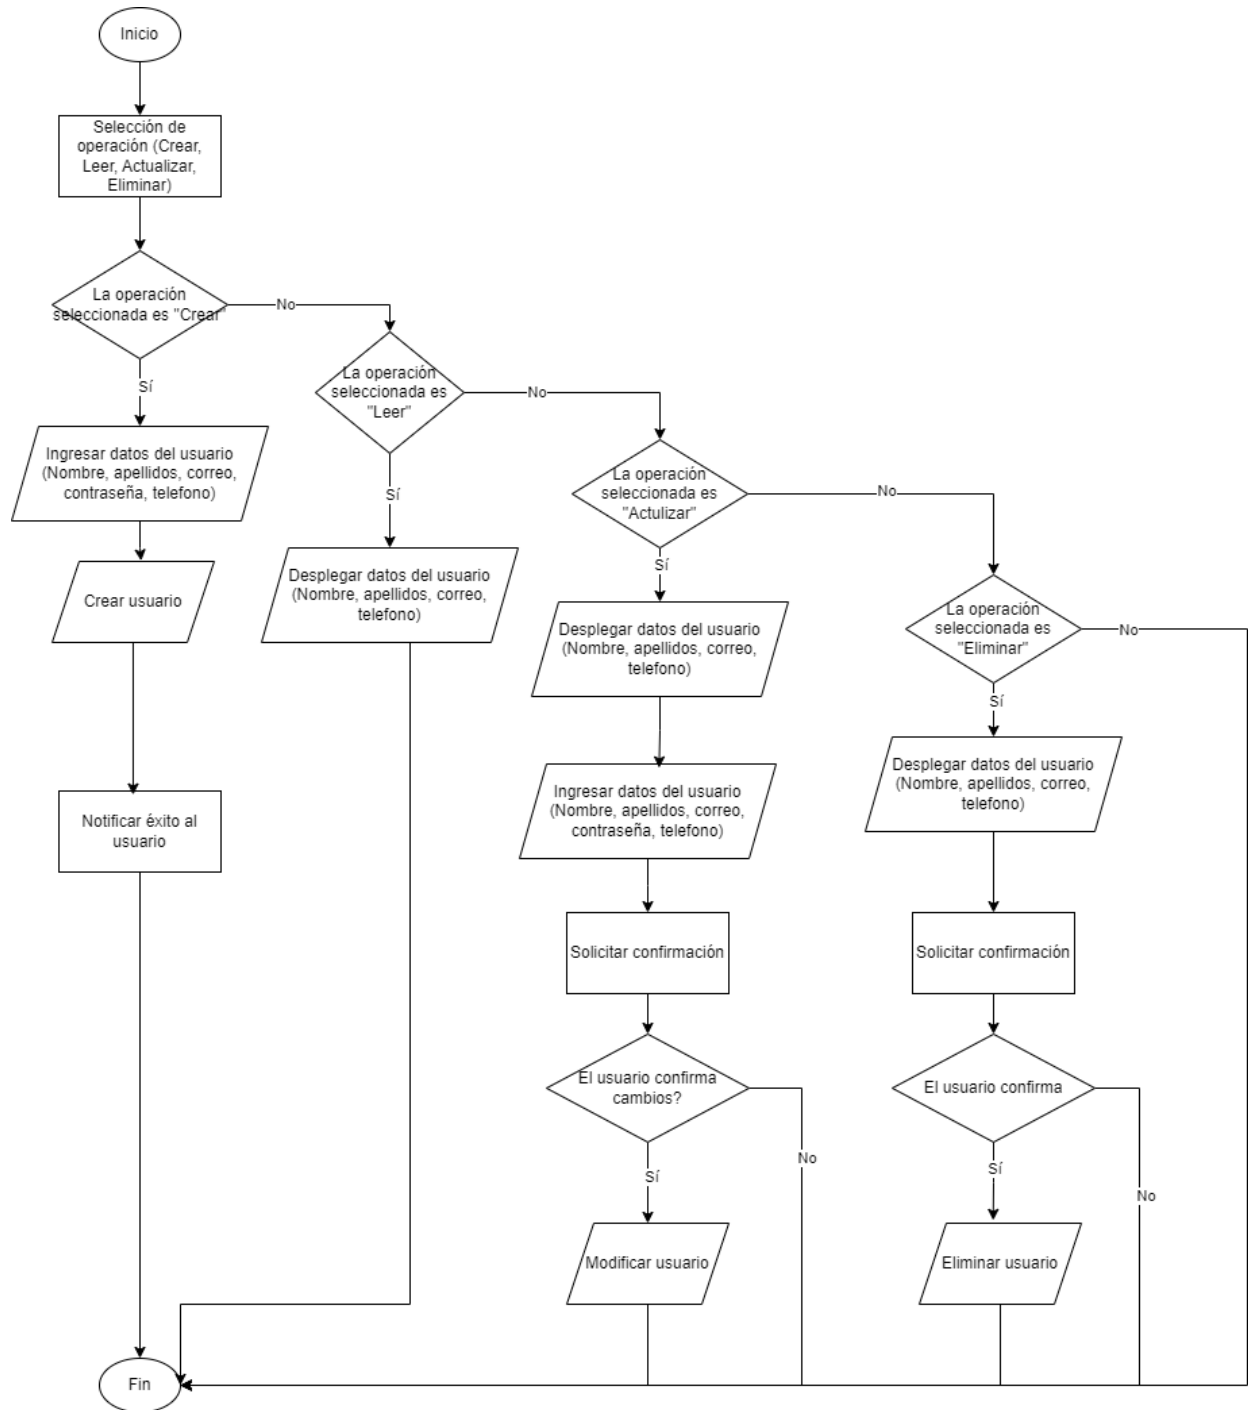 Inicio
Selección de
operación (Crear,
Leer, Actualizar,
Eliminar)
La operación
seleccionada es "Crear"
No
Sí
Ingresar datos del usuario
(Nombre, apellidos, correo,
contraseña, telefono)
Crear usuario
Notificar éxito al
usuario
La operación
seleccionada es
"Leer"
No
Sí
Desplegar datos del usuario
(Nombre, apellidos, correo,
telefono)
La operación
seleccionada es
"Actulizar"
No
Sí
Desplegar datos del usuario
(Nombre, apellidos, correo,
telefono)
Ingresar datos del usuario
(Nombre, apellidos, correo,
contraseña, telefono)
Solicitar confirmación
El usuario confirma
cambios?
No
Sí
Modificar usuario
La operación
seleccionada es
"Eliminar"
No
Sí
Desplegar datos del usuario
(Nombre, apellidos, correo,
telefono)
Solicitar confirmación
El usuario confirma
No
Sí
Eliminar usuario
Fin